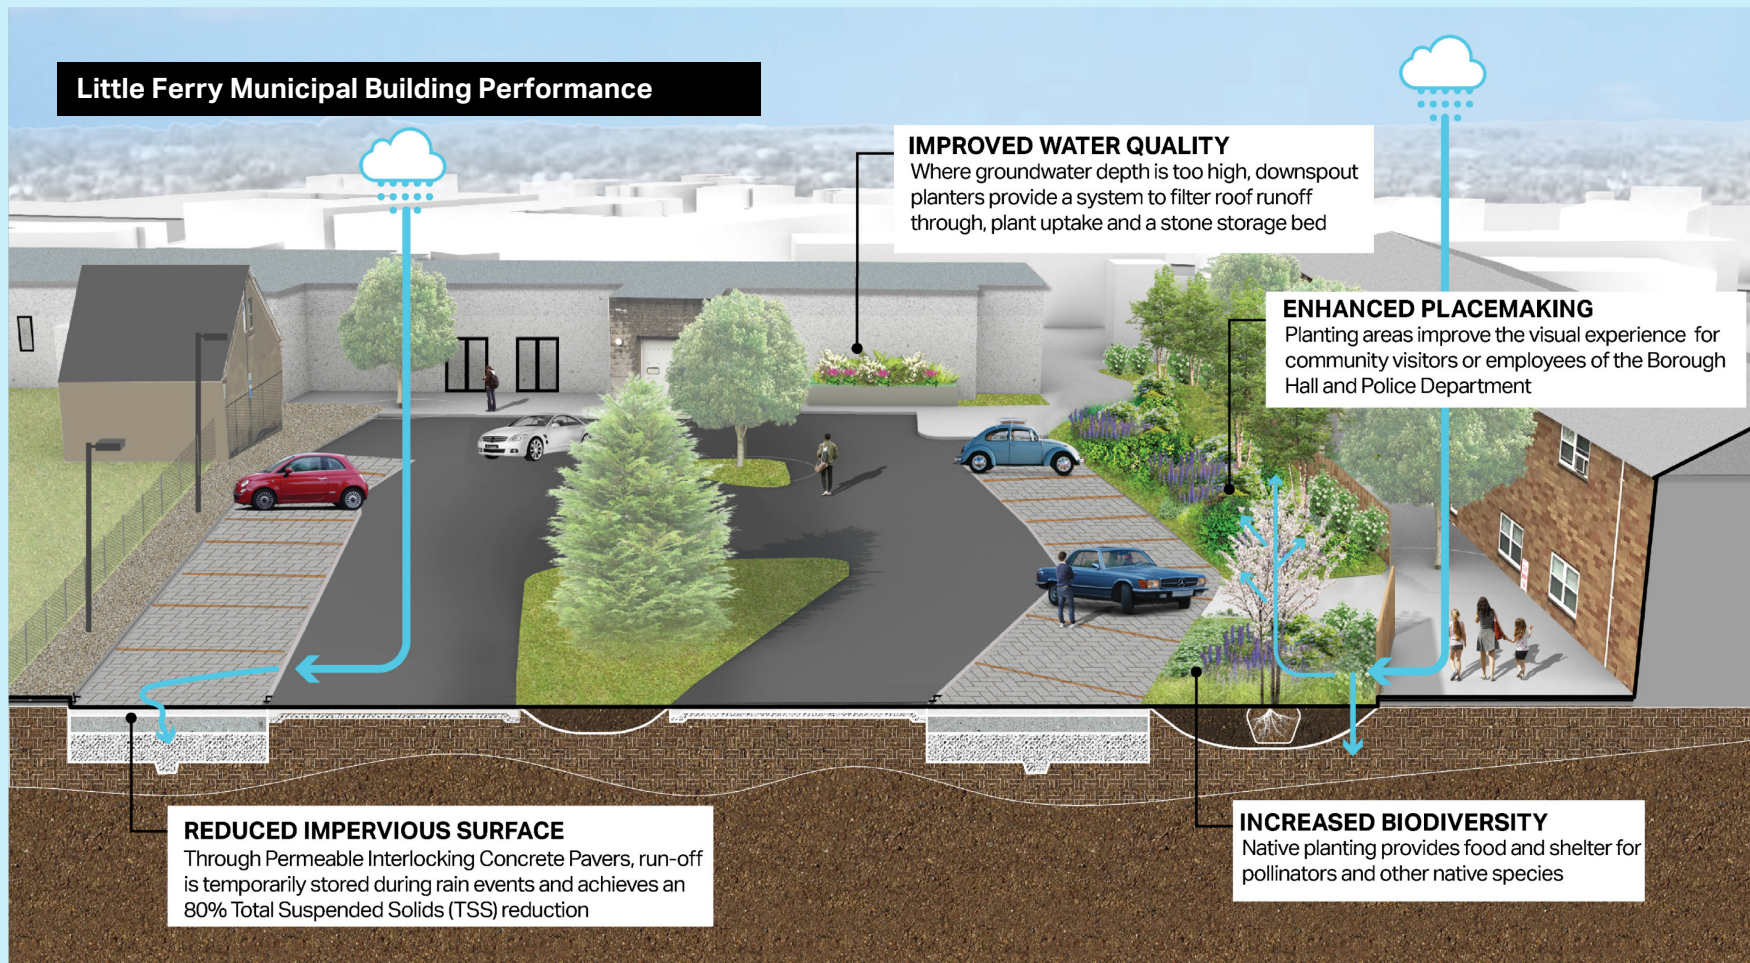 Little Ferry Municipal Building Performance
IMPROVED WATER QUALITY
Where groundwater depth is too high, downspout
planters provide a system to filter roof runoff
through, plant uptake and a stone storage bed
ENHANCED PLACEMAKING
Planting areas improve the visual experience for
community visitors or employees of the Borough
Hall and Police Department
REDUCED IMPERVIOUS SURFACE
Through Permeable Interlocking Concrete Pavers, run-off
is temporarily stored during rain events and achieves an
80% Total Suspended Solids (TSS) reduction
INCREASED BIODIVERSITY
Native planting provides food and shelter for
pollinators and other native species